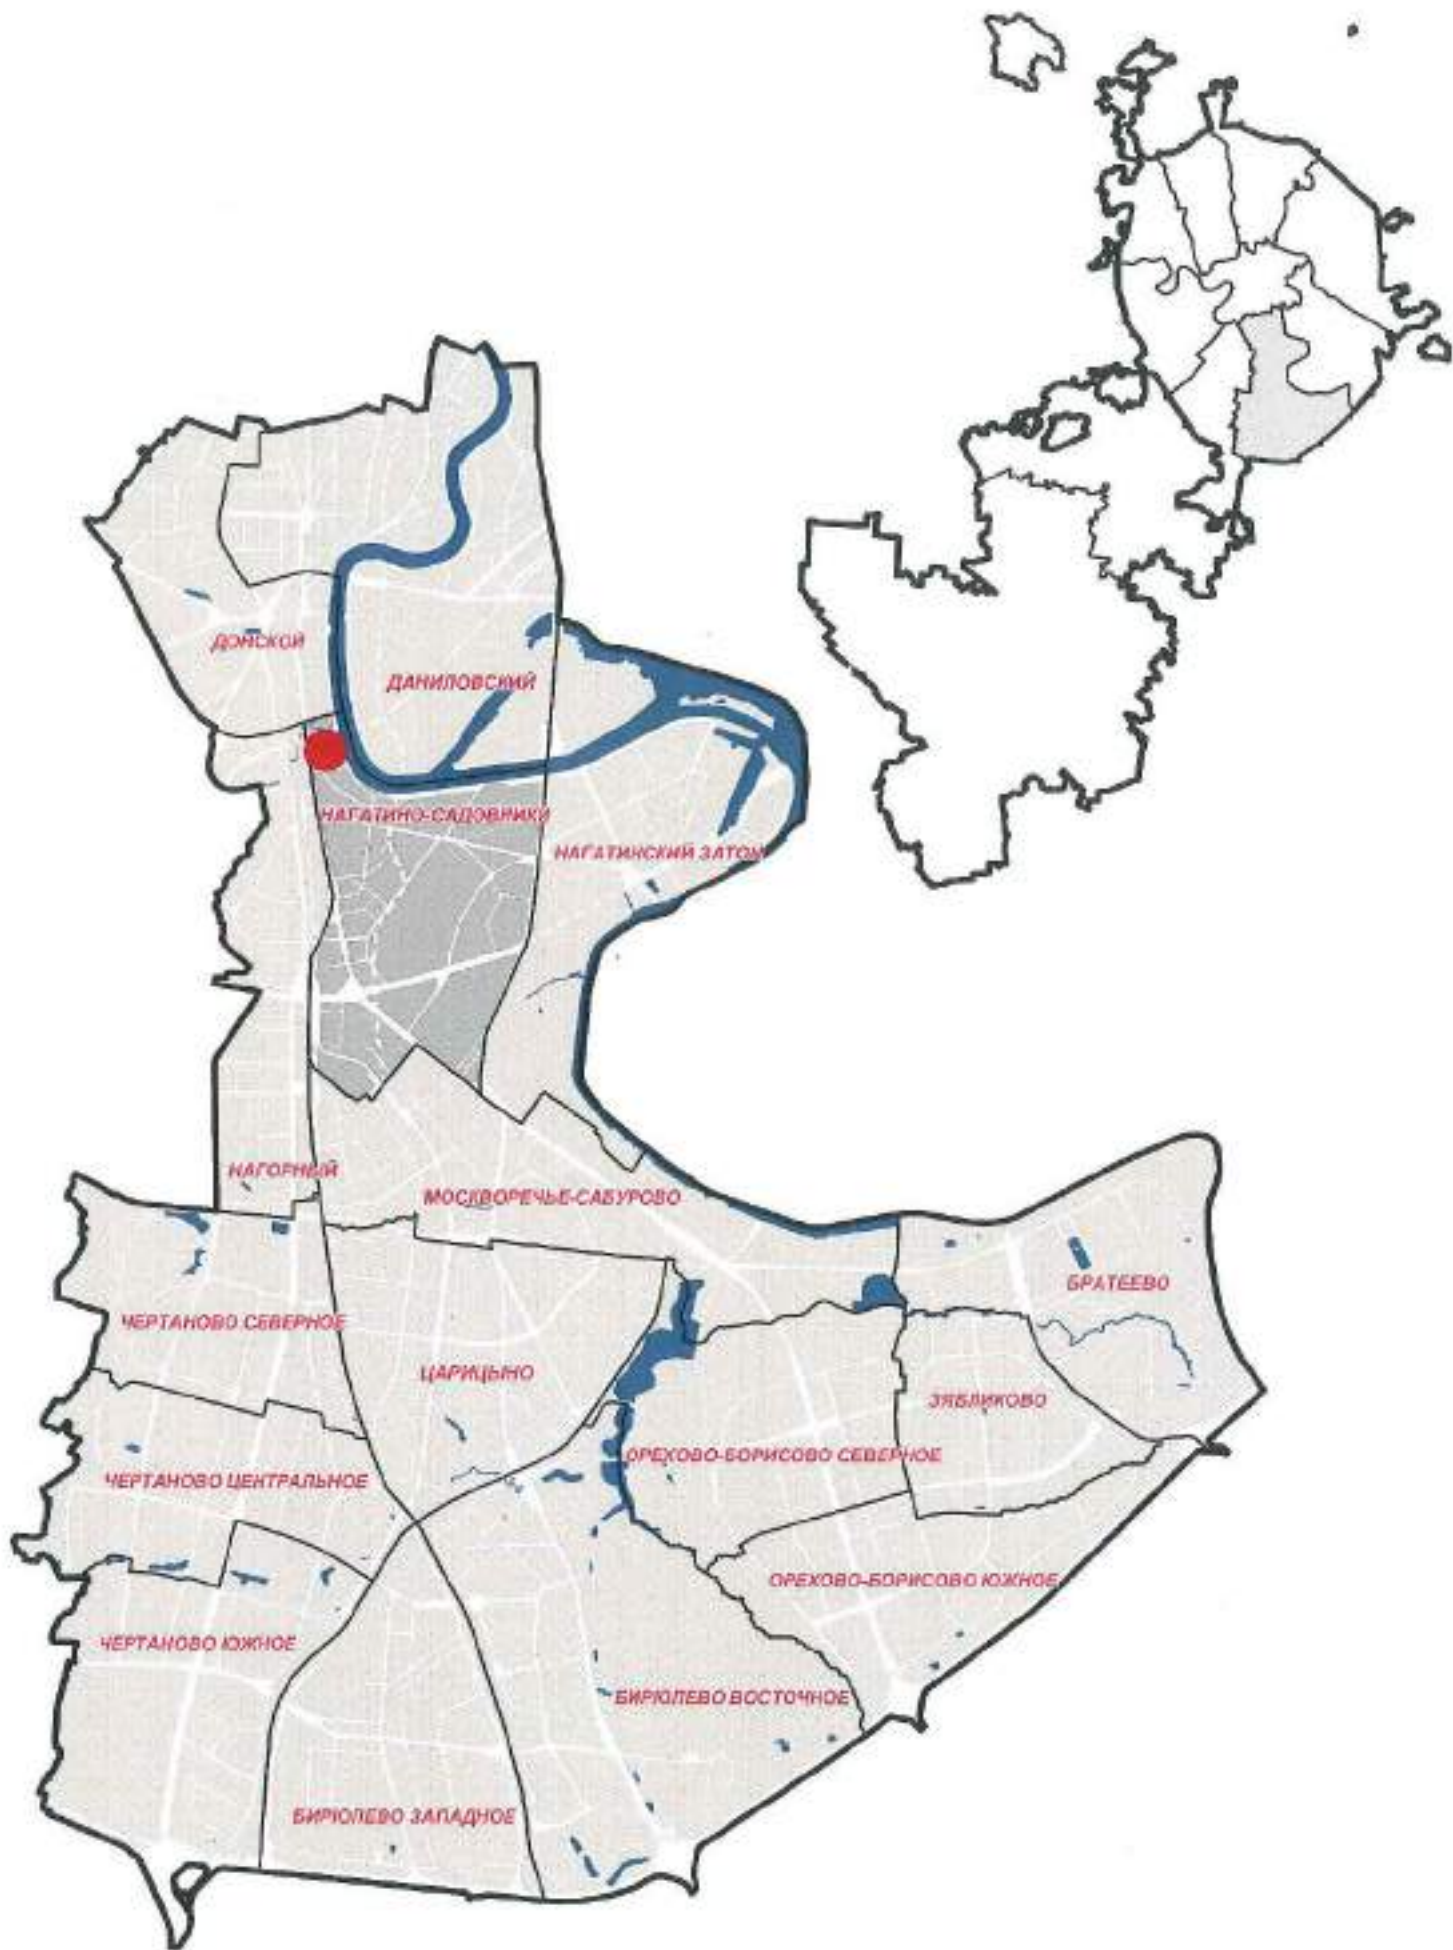 ДОНСКОЙ
ДАНИЛОВСКИЙ
НАГАТИНО-САДОВНИКИ
НАГАТИНСКИЙ ЗАТОН
НАГОРНЫЙ
МОСКВОРЕЧЬЕ-САБУРОВО
БРАТЕЕВО
ЧЕРТАНОВО СЕВЕРНОЕ
ЦАРИЦЫНО
ЗЯБЛИКОВО
ОРЕХОВО-БОРИСОВО СЕВЕРНОЕ
ЧЕРТАНОВО ЦЕНТРАЛЬНОЕ
ОРЕХОВО-БОРИСОВО ЮЖНОЕ
ЧЕРТАНОВО ЮЖНОЕ
БИРЮЛЕВО ВОСТОЧНОЕ
БИРЮЛЕВО ЗАПАДНОЕ